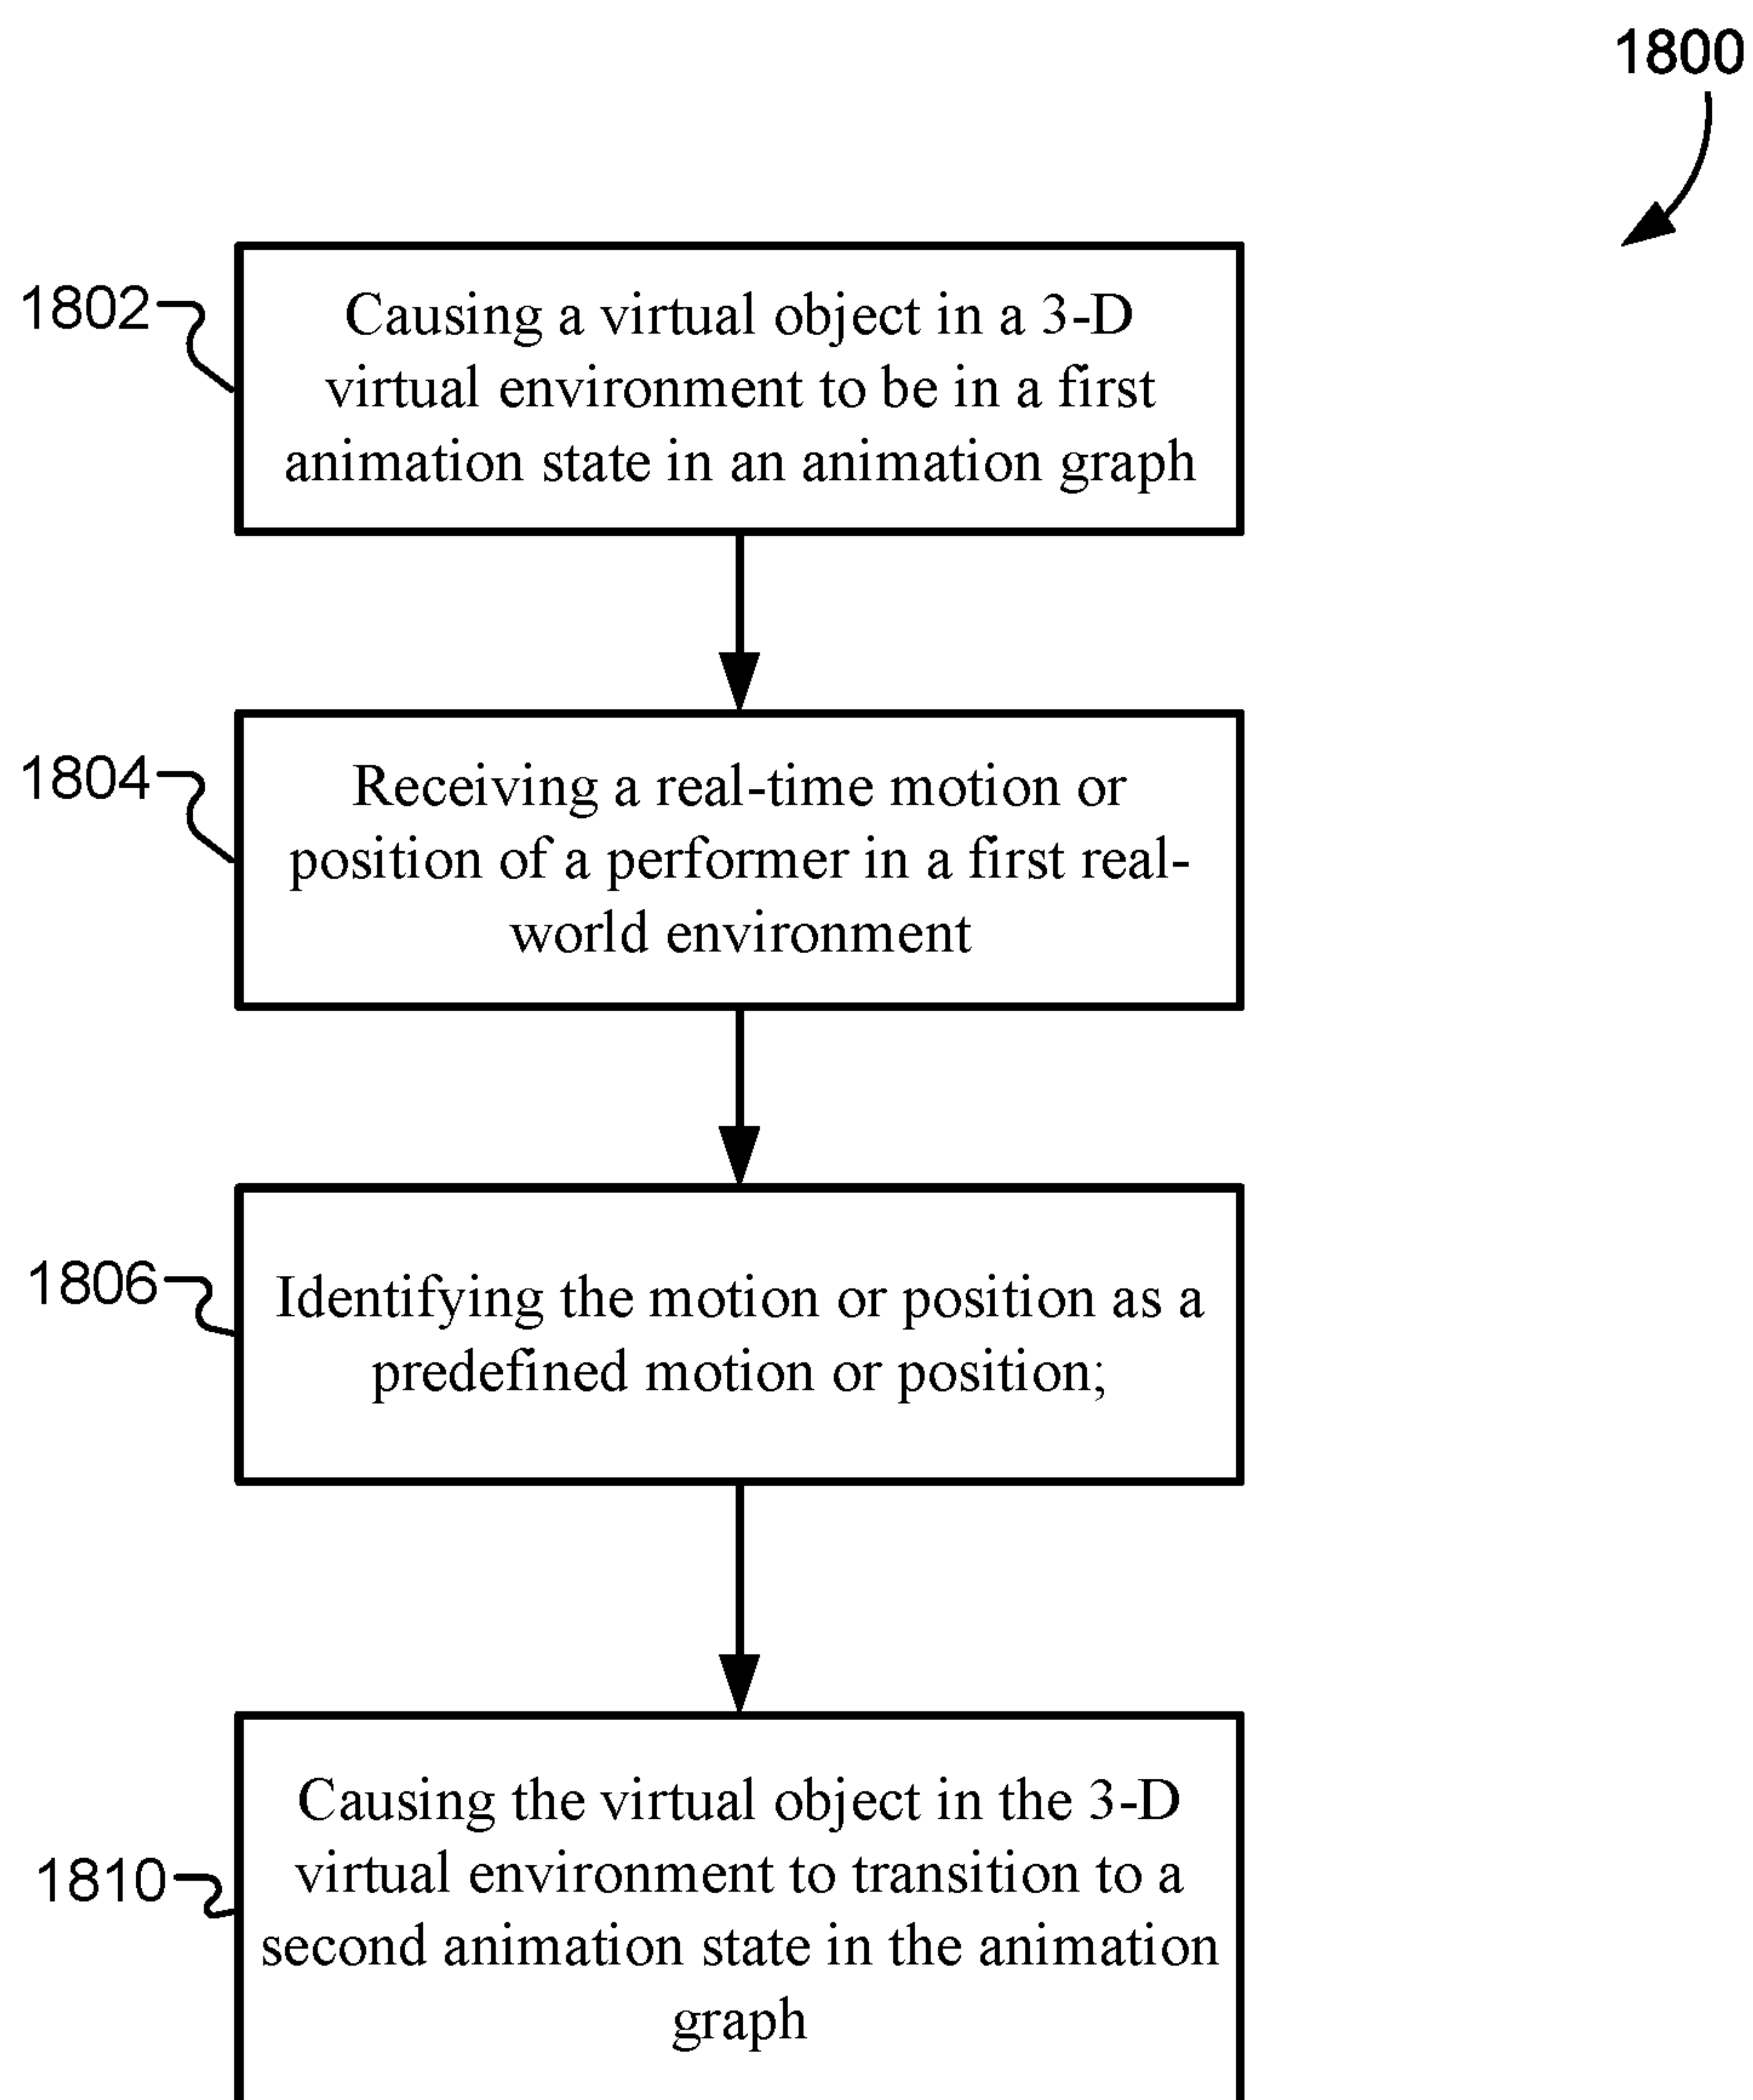 1800
1802
Causing a virtual object in a 3-D
virtual environment to be in a first
animation state in an animation graph
1804
Receiving a real-time motion or
position of a performer in a first real-
world environment
1806
Identifying the motion or position as a
predefined motion or position;
1810
Causing the virtual object in the 3-D
virtual environment to transition to a
second animation state in the animation
graph